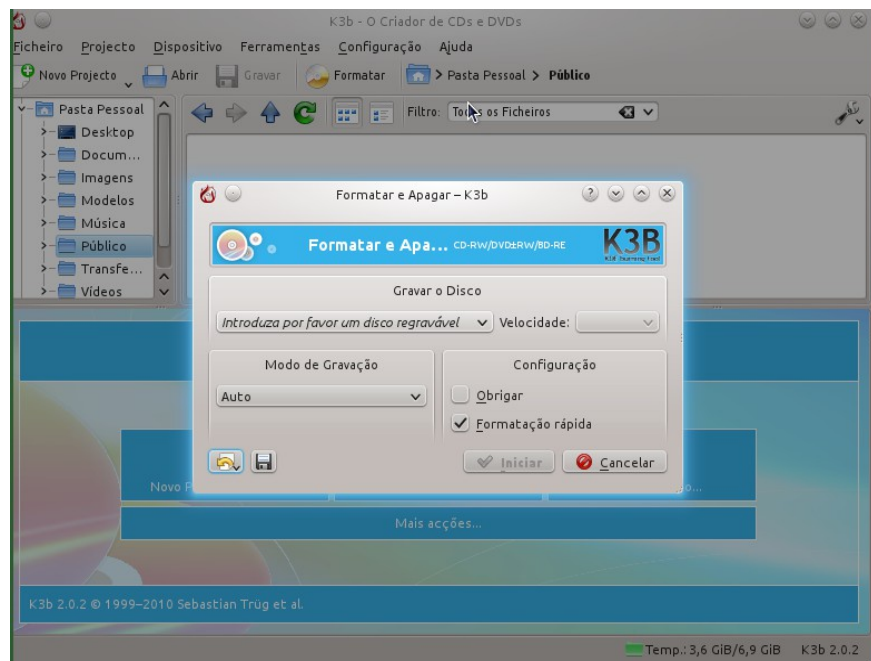 K3b - O Criador de CDs e DVDs
Ficheiro Projecto Dispositivo Ferramentas Configuração Ajuda
Novo Projecto Abrir Gravar Formatar > Pasta Pessoal > Público
Pasta Pessoal
Filtro: Todos os Ficheiros
Desktop
Docum...
Imagens
Modelos
Música
Público
Transfe...
Vídeos
Formatar e Apagar – K3b
Formatar e Apa... CD-RW/DVD±RW/BD-RE K3B
Gravar o Disco
Introduza por favor um disco regravável Velocidade:
Modo de Gravação
Configuração
Auto
Obrigar
Formatação rápida
Iniciar Cancelar
Novo P
o...
Mais acções...
K3b 2.0.2 © 1999–2010 Sebastian Trüg et al.
Temp.: 3,6 GiB/6,9 GiB K3b 2.0.2